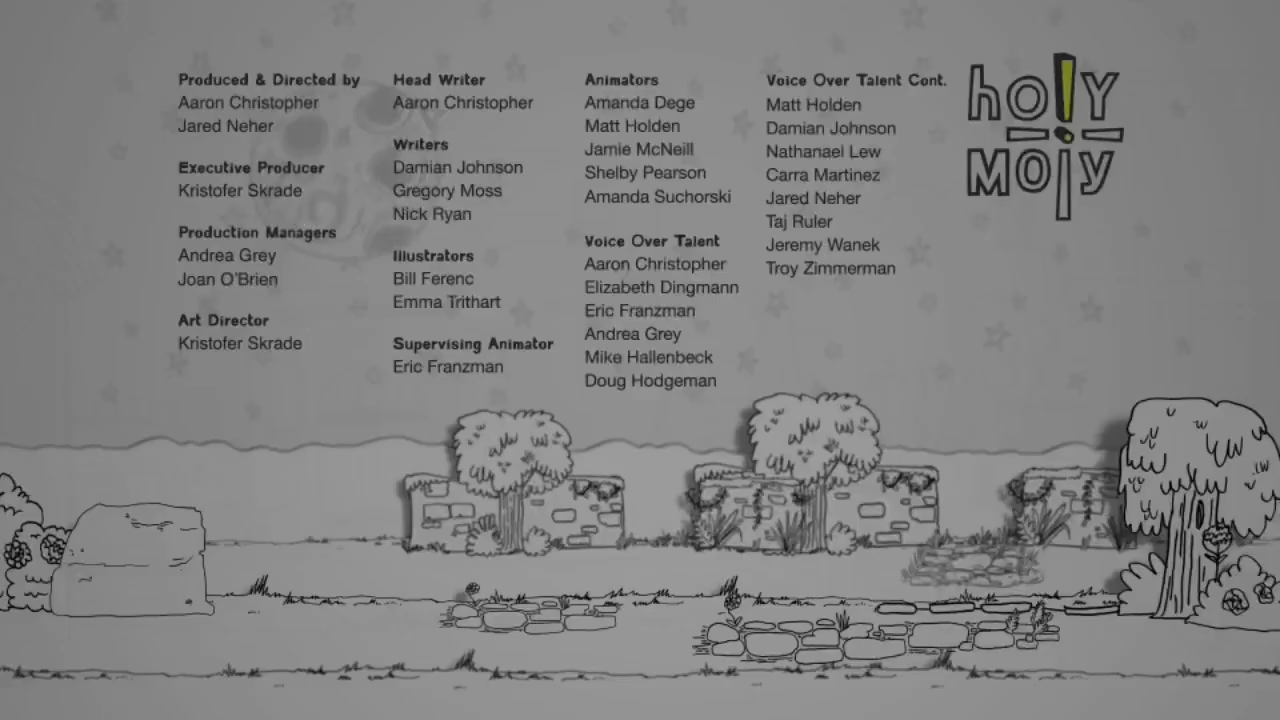 Produced & Directed by
Aaron Christopher
Jared Neher
Executive Producer
Kristofer Skrade
Production Managers
Andrea Grey
Joan O'Brien
Art Director
Kristofer Skrade
Head Writer
Aaron Christopher
Writers
Damian Johnson
Gregory Moss
Nick Ryan
Illustrators
Bill Ferenc
Emma Trithart
Supervising Animator
Eric Franzman
Animators
Amanda Dege
Matt Holden
Jamie McNeill
Shelby Pearson
Amanda Suchorski
Voice Over Talent
Aaron Christopher
Elizabeth Dingmann
Eric Franzman
Andrea Grey
Mike Hallenbeck
Doug Hodgeman
Voice Over Talent Cont.
Matt Holden
Damian Johnson
Nathanael Lew
Carra Martinez
Jared Neher
Taj Ruler
Jeremy Wanek
Troy Zimmerman
ho!Y
MOjy